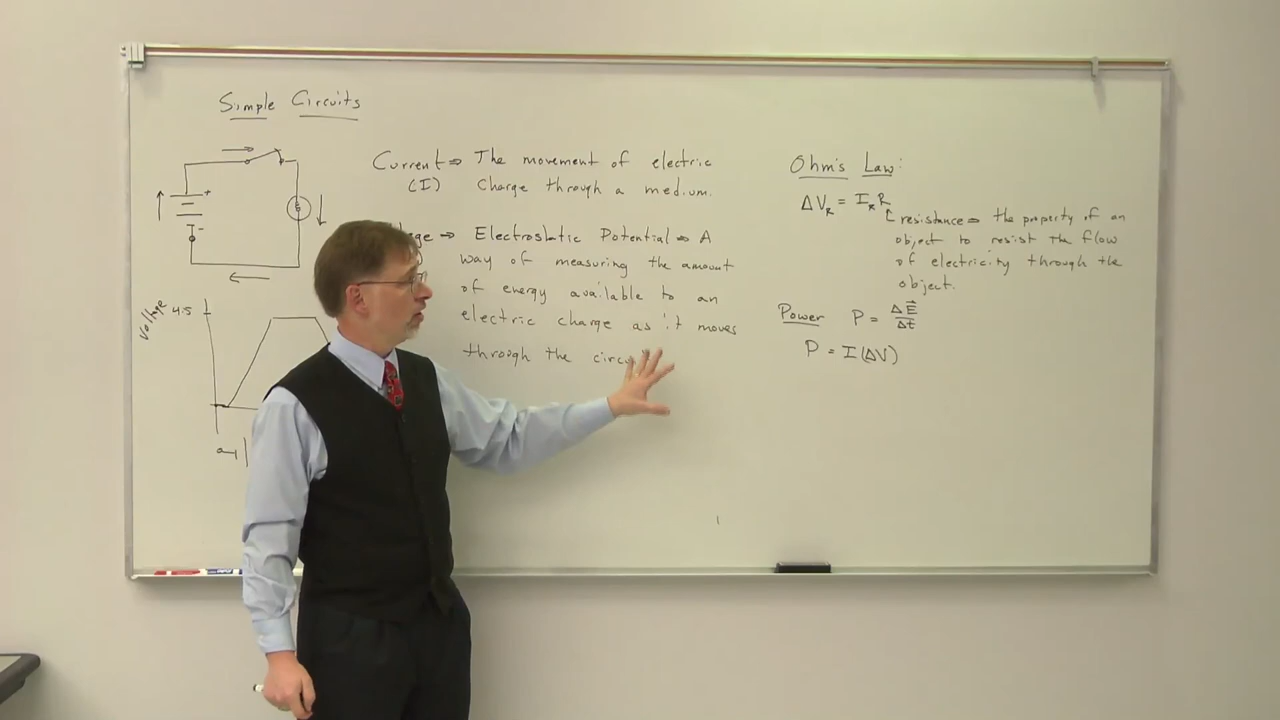 Simple Circuits
+
-
Voltage
4.5
a
Current ⇒ The movement of electric
(I) Charge through a medium.
⇒ Electrostatic Potential ⇒ A
way of measuring the amount
of energy available to an
electric charge as it moves
through the
Ohm's Law:
ΔV_R = I_R R
resistance ⇒ the property of an
object to resist the flow
of electricity through the
object.
Power P = ΔE⃗/Δt
P = I(ΔV)